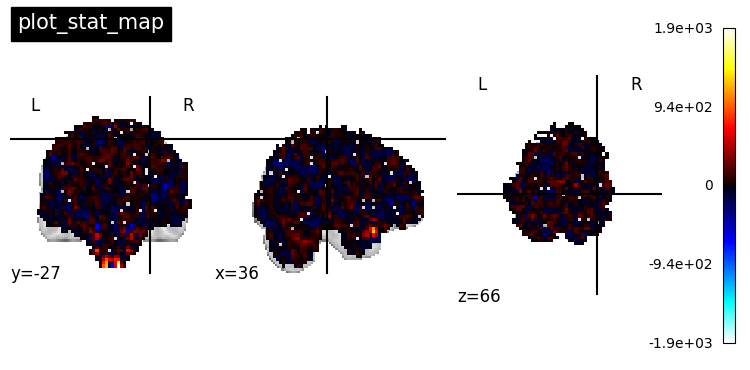 plot_stat_map
L
R
L
R
y=-27
x=36
z=66
1.9e+03
9.4e+02
0
-9.4e+02
-1.9e+03